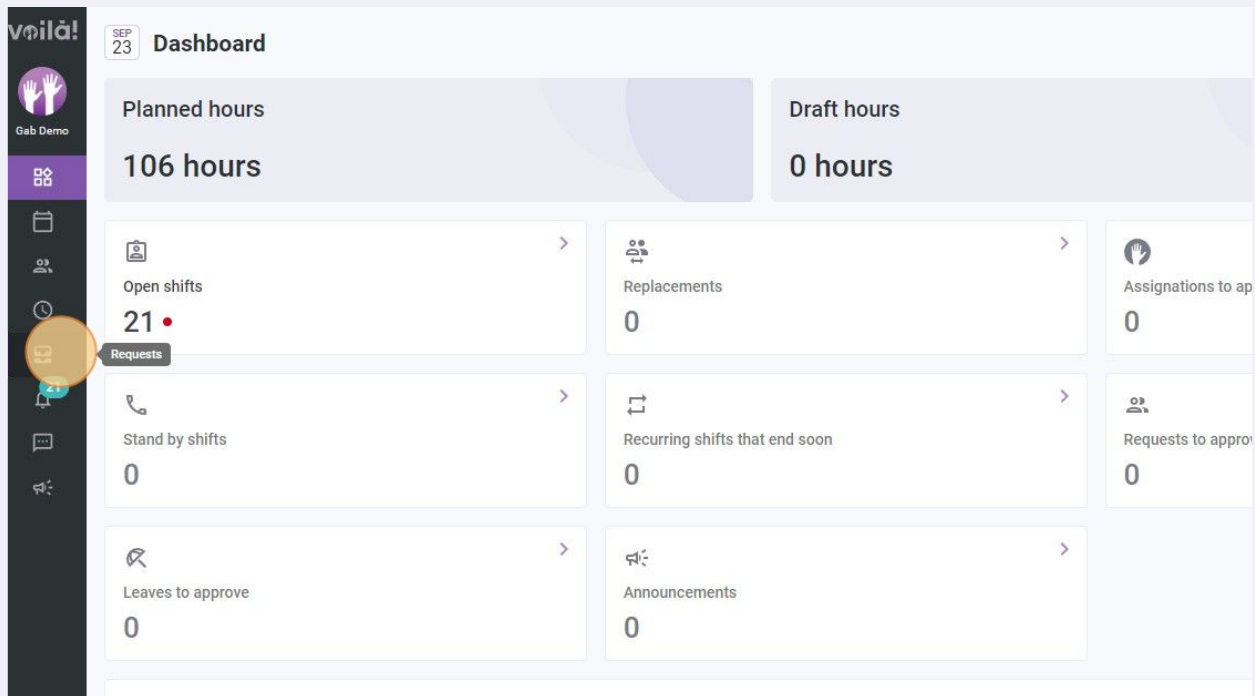 voilà!
Gab Demo
SEP
23
Dashboard
Planned hours
106 hours
Draft hours
0 hours
Open shifts
21
Replacements
0
Assignations to ap
0
Requests
21
Stand by shifts
0
Recurring shifts that end soon
0
Requests to approv
0
Leaves to approve
0
Announcements
0